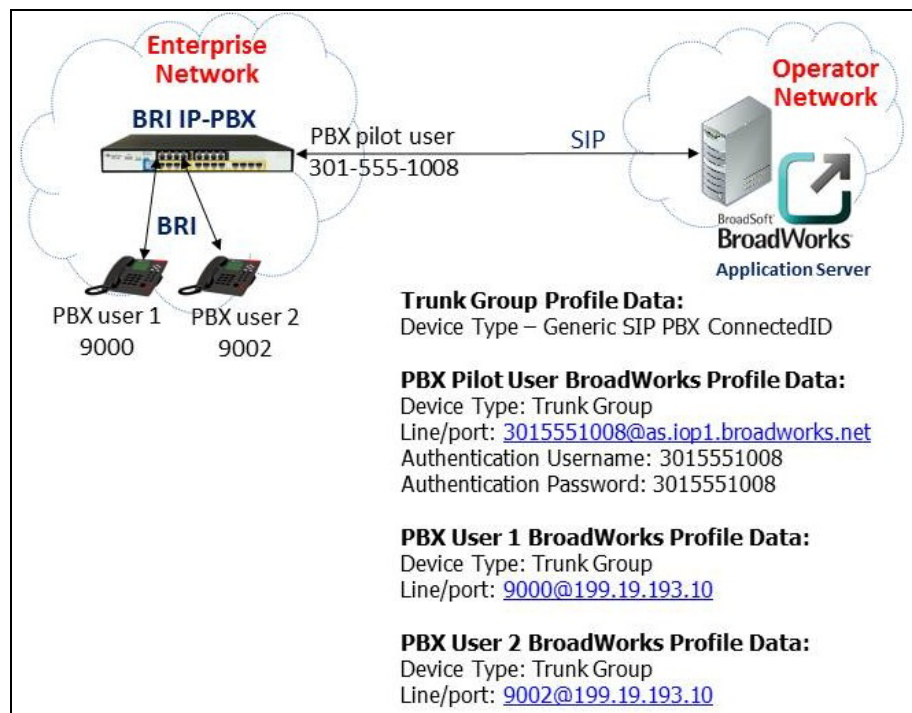 Enterprise
Network
BRI IP-PBX
PBX pilot user
301-555-1008
SIP
Operator
Network
BroadSoft
BroadWorks
Application Server
BRI
PBX user 1
9000
PBX user 2
9002
Trunk Group Profile Data:
Device Type – Generic SIP PBX ConnectedID
PBX Pilot User BroadWorks Profile Data:
Device Type: Trunk Group
Line/port: 3015551008@as.iop1.broadworks.net
Authentication Username: 3015551008
Authentication Password: 3015551008
PBX User 1 BroadWorks Profile Data:
Device Type: Trunk Group
Line/port: 9000@199.19.193.10
PBX User 2 BroadWorks Profile Data:
Device Type: Trunk Group
Line/port: 9002@199.19.193.10